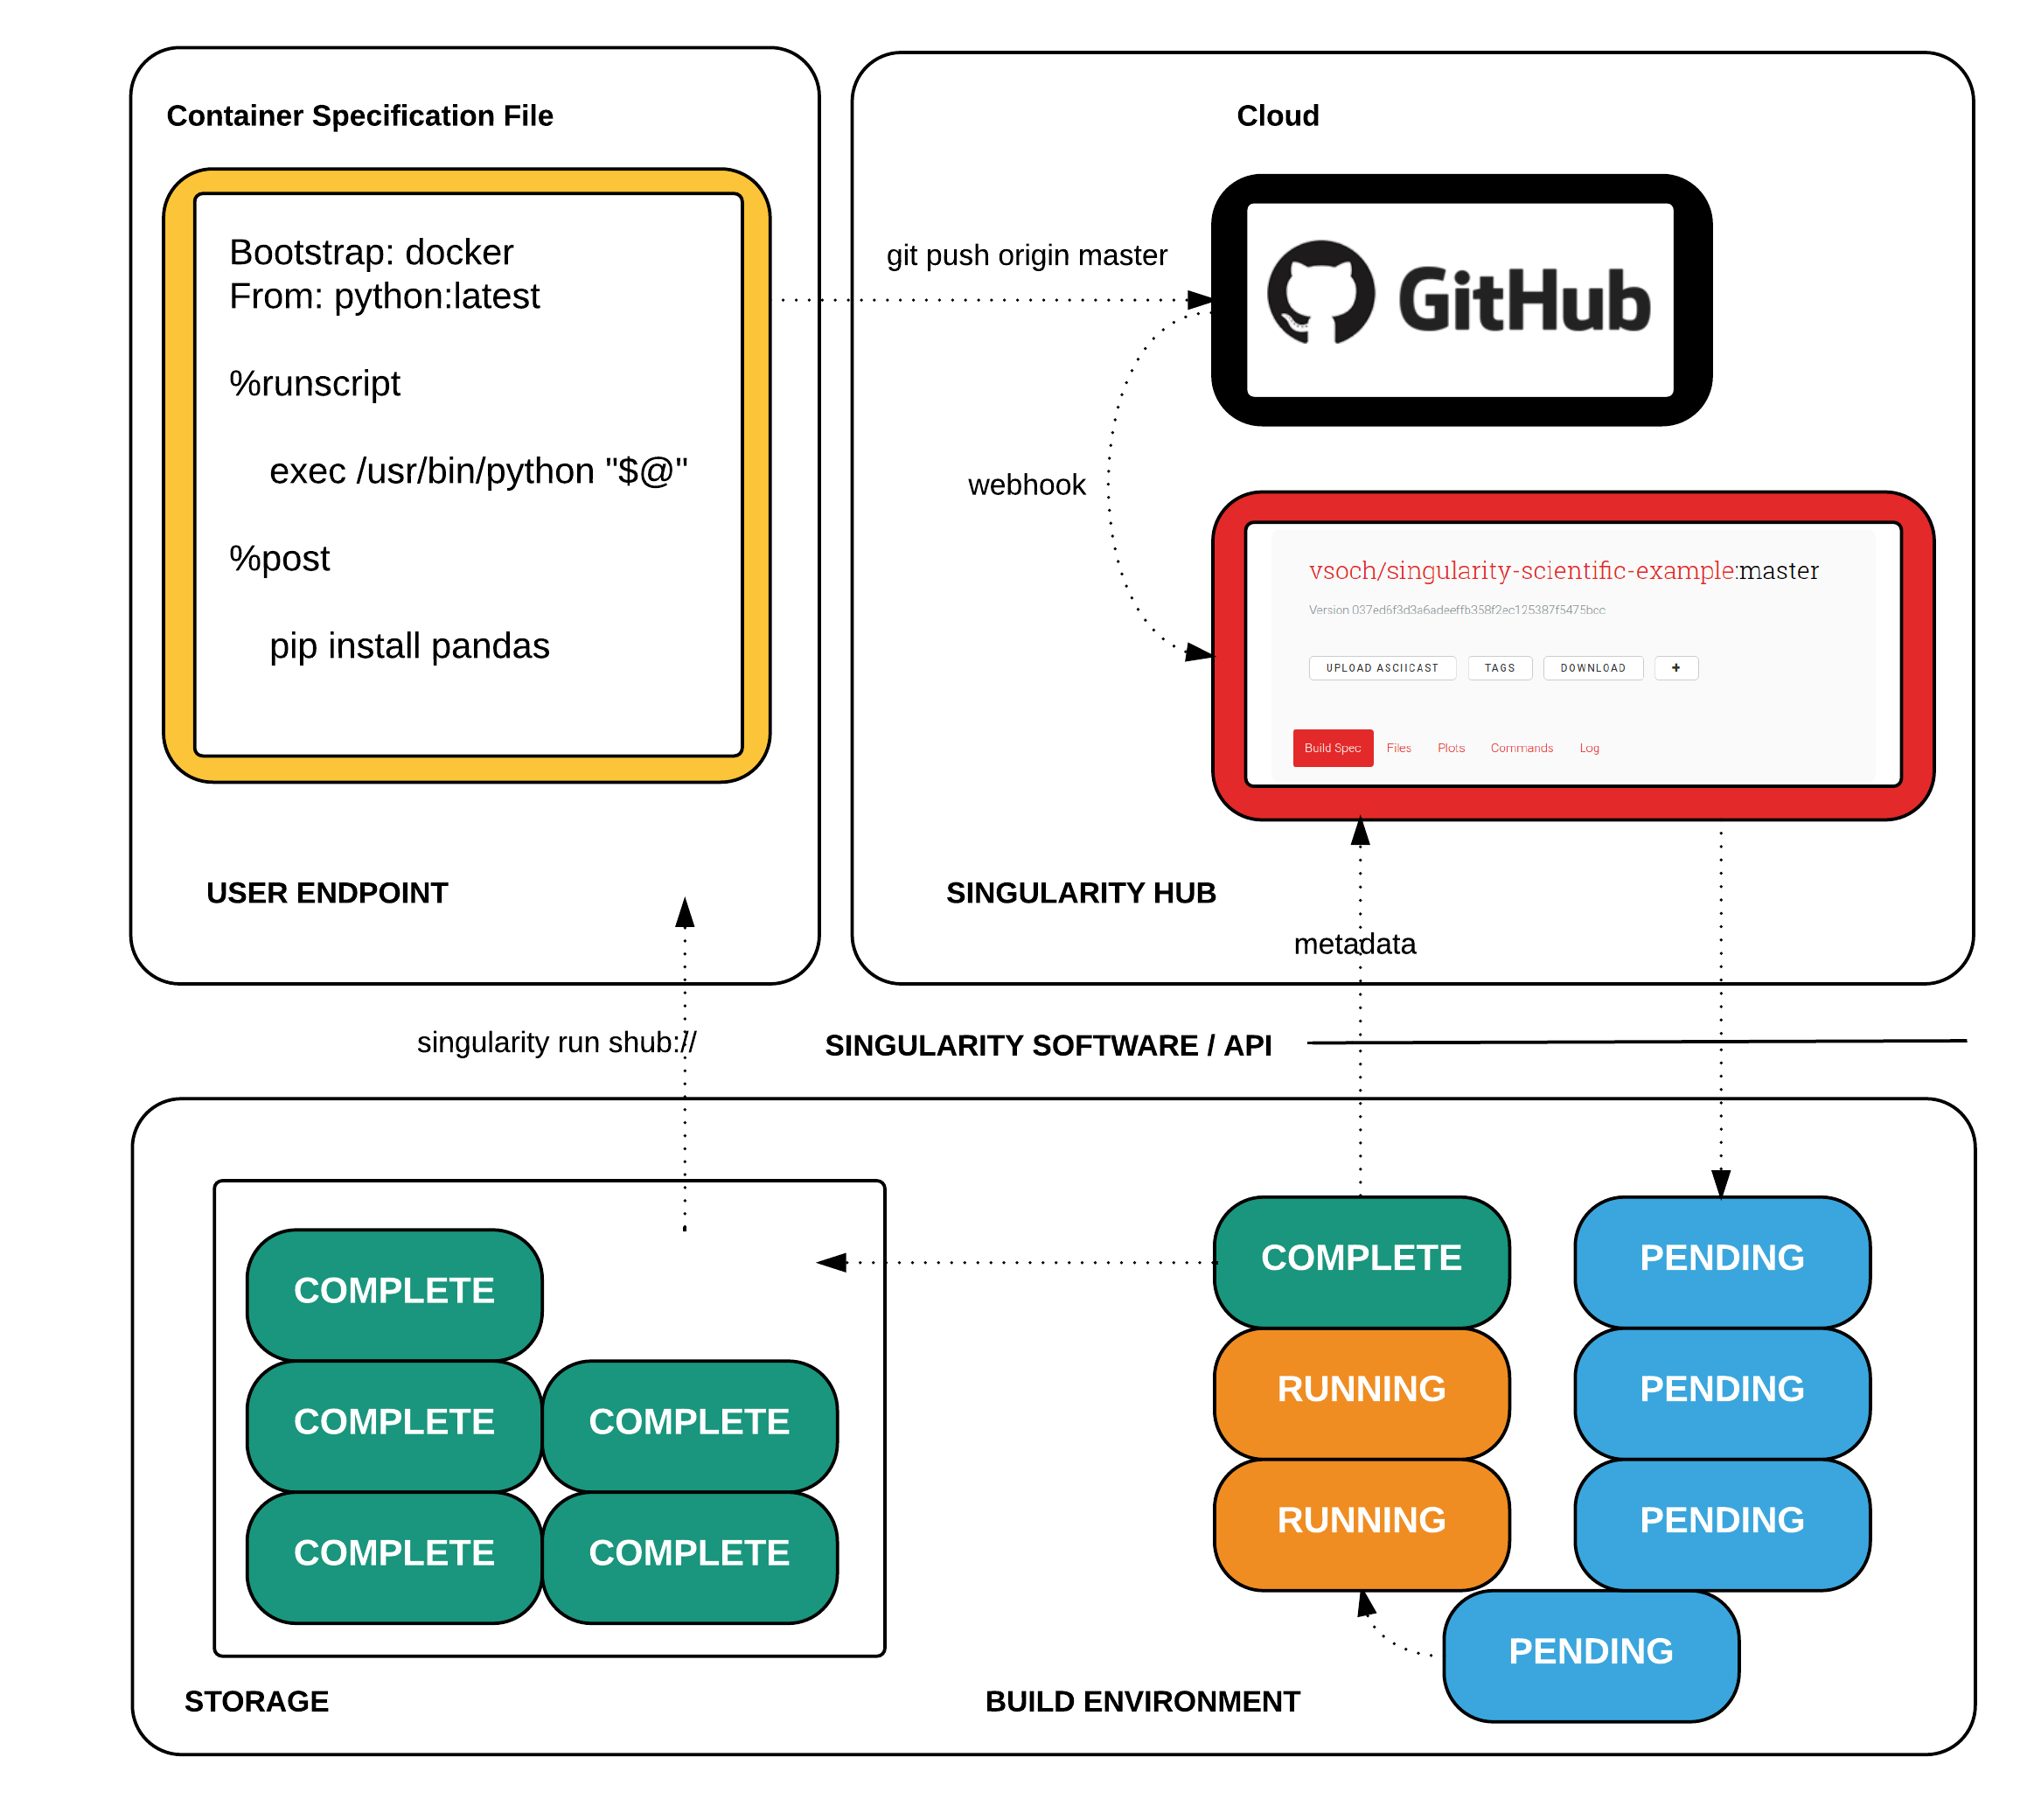 Container Specification File
Bootstrap: docker
From: python:latest
%runscript
exec /usr/bin/python "$@"
%post
pip install pandas
USER ENDPOINT
Cloud
git push origin master
GitHub
webhook
vsoch/singularity-scientific-example:master
Version 037ed6f3d3a6adeeffb358f2ec125387f5475bcc
UPLOAD ASCIICAST TAGS DOWNLOAD +
Build Spec Files Plots Commands Log
SINGULARITY HUB
metadata
singularity run shub://
SINGULARITY SOFTWARE / API
COMPLETE
COMPLETE COMPLETE
COMPLETE COMPLETE
STORAGE
COMPLETE PENDING
RUNNING PENDING
RUNNING PENDING
PENDING
BUILD ENVIRONMENT